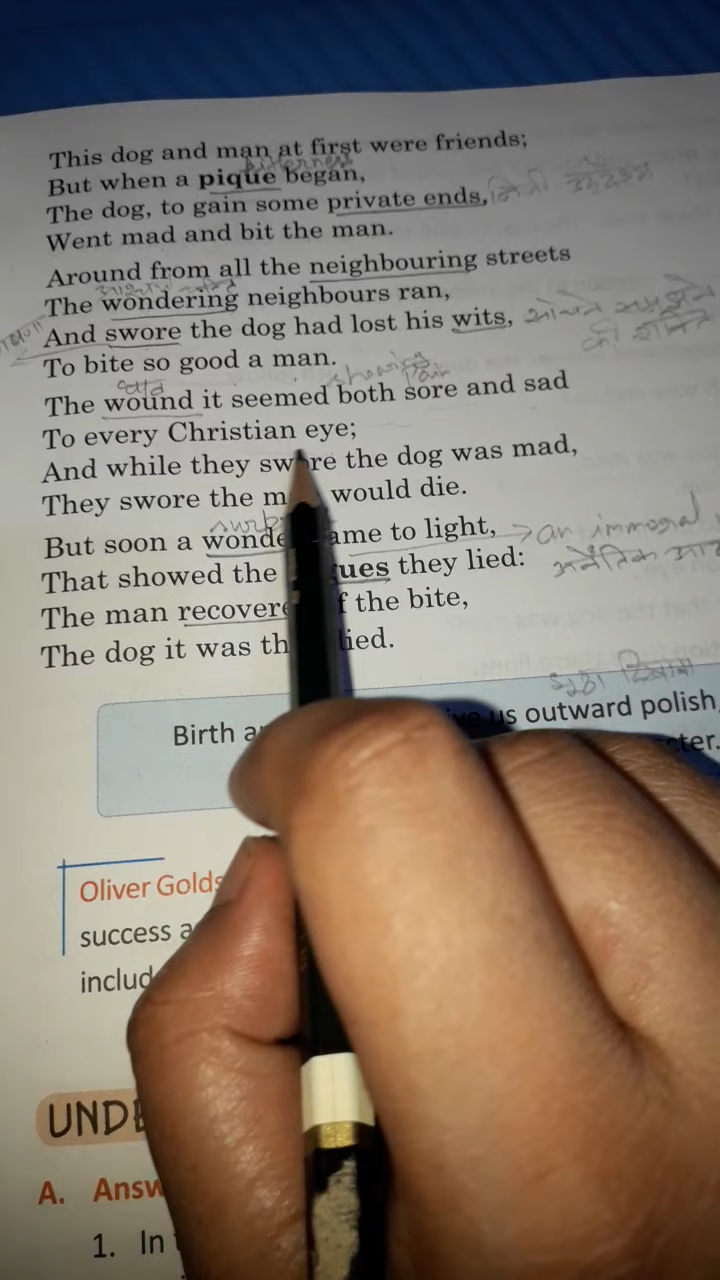 This dog and man at first were friends;
bitterness
But when a pique began,
The dog, to gain some private ends,
Went mad and bit the man.
Around from all the neighbouring streets
The wondering neighbours ran,
And swore the dog had lost his wits,
To bite so good a man.
showing pain
The wound it seemed both sore and sad
To every Christian eye;
And while they swore the dog was mad,
They swore the m would die.
But soon a wonde ame to light, → an immoral
That showed the ues they lied:
The man recovere f the bite,
The dog it was th ied.
Birth a us outward polish
Oliver Golds
success a
includ
UNDE
A. Answ
1. In